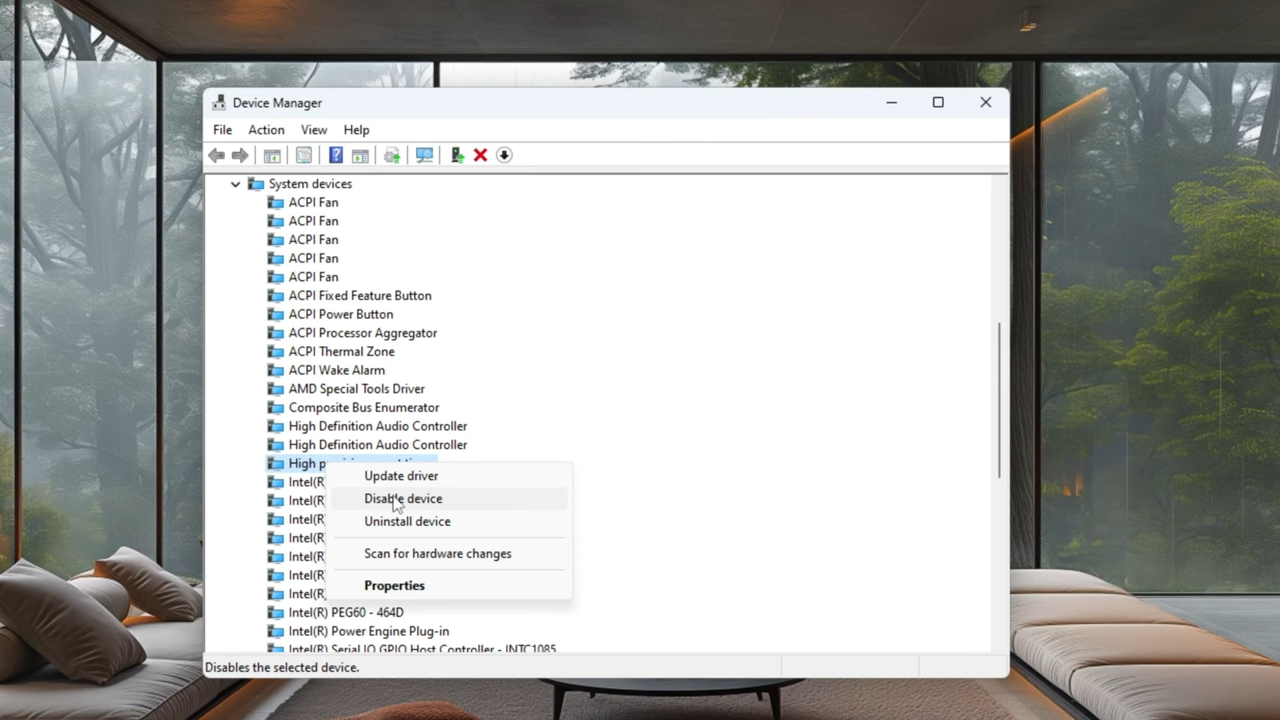 Device Manager
File Action View Help
System devices
ACPI Fan
ACPI Fan
ACPI Fan
ACPI Fan
ACPI Fan
ACPI Fixed Feature Button
ACPI Power Button
ACPI Processor Aggregator
ACPI Thermal Zone
ACPI Wake Alarm
AMD Special Tools Driver
Composite Bus Enumerator
High Definition Audio Controller
High Definition Audio Controller
High
Update driver
Intel(R)
Disable device
Intel(R)
Uninstall device
Intel(R)
Intel(R)
Scan for hardware changes
Intel(R)
Intel(R)
Properties
Intel(R)
Intel(R) PEG60 - 464D
Intel(R) Power Engine Plug-in
Intel(R) Serial IO GPIO Host Controller - INTC1085
Disables the selected device.